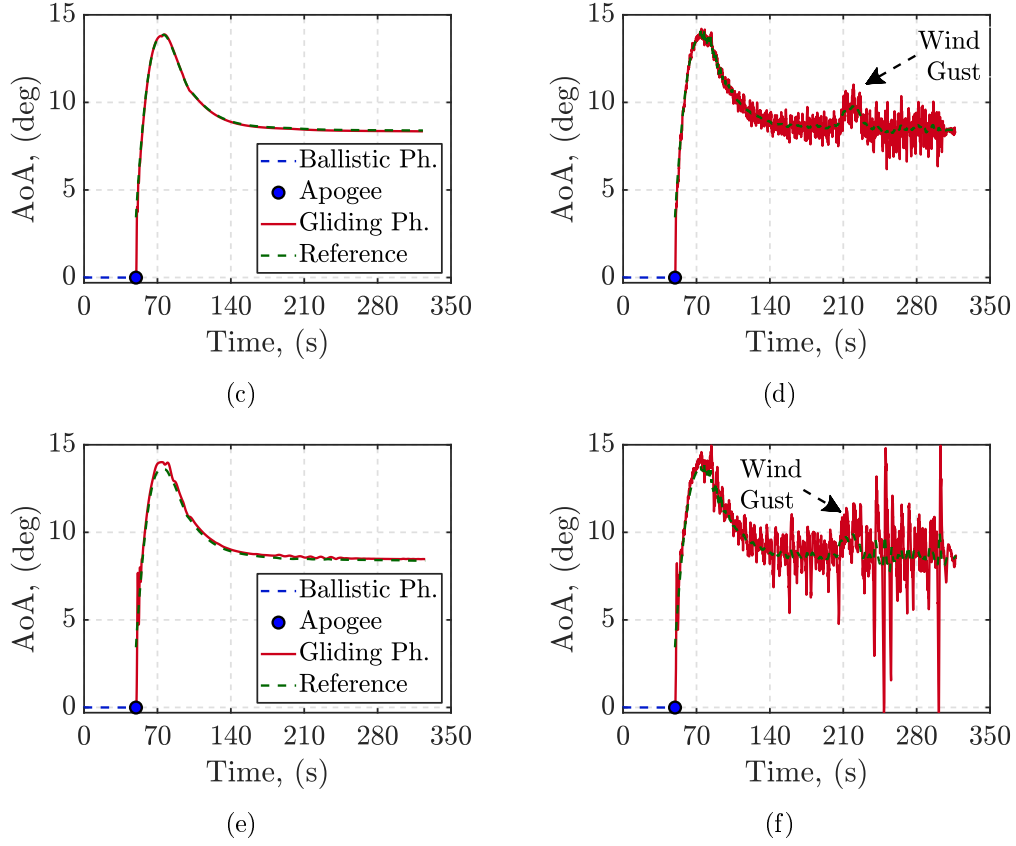 15
10
5
0
AoA, (deg)
Ballistic Ph.
Apogee
Gliding Ph.
Reference
0 70 140 210 280 350
Time, (s)
(c)
15
10
5
0
AoA, (deg)
Wind
Gust
0 70 140 210 280 350
Time, (s)
(d)
15
10
5
0
AoA, (deg)
Ballistic Ph.
Apogee
Gliding Ph.
Reference
0 70 140 210 280 350
Time, (s)
(e)
15
10
5
0
AoA, (deg)
Wind
Gust
0 70 140 210 280 350
Time, (s)
(f)